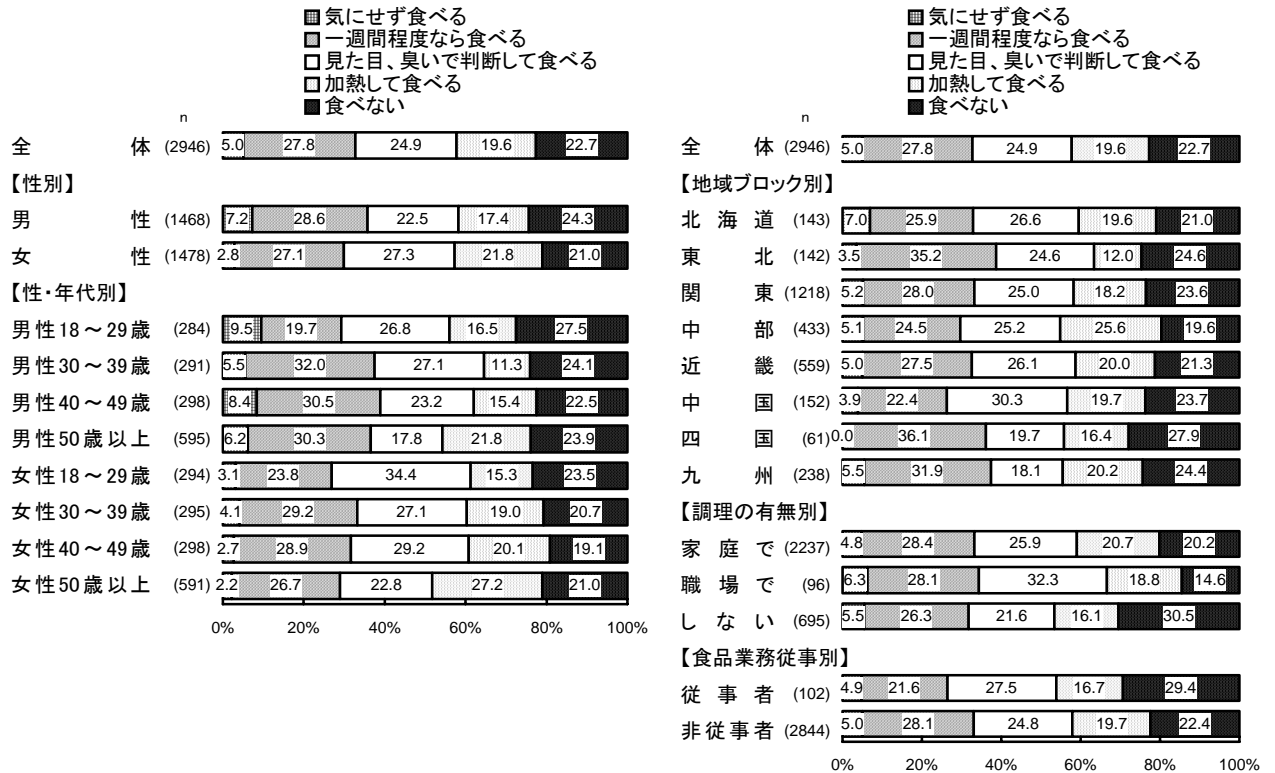 気にせず食べる
一週間程度なら食べる
見た目、臭いで判断して食べる
加熱して食べる
食べない
n
全体 (2946) 5.0 27.8 24.9 19.6 22.7
【性別】
男性 (1468) 7.2 28.6 22.5 17.4 24.3
女性 (1478) 2.8 27.1 27.3 21.8 21.0
【性・年代別】
男性18～29歳 (284) 9.5 19.7 26.8 16.5 27.5
男性30～39歳 (291) 5.5 32.0 27.1 11.3 24.1
男性40～49歳 (298) 8.4 30.5 23.2 15.4 22.5
男性50歳以上 (595) 6.2 30.3 17.8 21.8 23.9
女性18～29歳 (294) 3.1 23.8 34.4 15.3 23.5
女性30～39歳 (295) 4.1 29.2 27.1 19.0 20.7
女性40～49歳 (298) 2.7 28.9 29.2 20.1 19.1
女性50歳以上 (591) 2.2 26.7 22.8 27.2 21.0
0% 20% 40% 60% 80% 100%
気にせず食べる
一週間程度なら食べる
見た目、臭いで判断して食べる
加熱して食べる
食べない
n
全体 (2946) 5.0 27.8 24.9 19.6 22.7
【地域ブロック別】
北海道 (143) 7.0 25.9 26.6 19.6 21.0
東北 (142) 3.5 35.2 24.6 12.0 24.6
関東 (1218) 5.2 28.0 25.0 18.2 23.6
中部 (433) 5.1 24.5 25.2 25.6 19.6
近畿 (559) 5.0 27.5 26.1 20.0 21.3
中国 (152) 3.9 22.4 30.3 19.7 23.7
四国 (61) 0.0 36.1 19.7 16.4 27.9
九州 (238) 5.5 31.9 18.1 20.2 24.4
【調理の有無別】
家庭で (2237) 4.8 28.4 25.9 20.7 20.2
職場で (96) 6.3 28.1 32.3 18.8 14.6
しない (695) 5.5 26.3 21.6 16.1 30.5
【食品業務従事別】
従事者 (102) 4.9 21.6 27.5 16.7 29.4
非従事者 (2844) 5.0 28.1 24.8 19.7 22.4
0% 20% 40% 60% 80% 100%